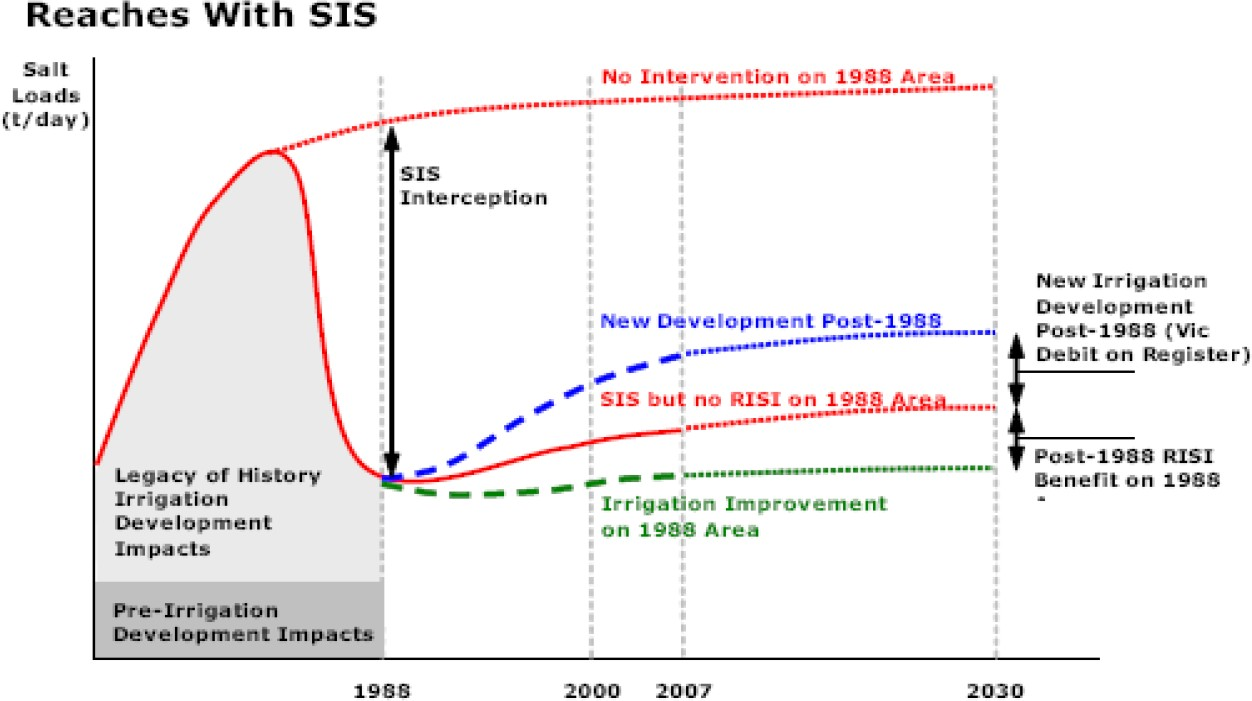 Reaches With SIS
Salt
Loads
(t/day)
No Intervention on 1988 Area
SIS
Interception
New Irrigation
Development
Post-1988 (Vic
Debit on Register)
New Development Post-1988
SIS but no RISI on 1988 Area
Post-1988 RISI
Benefit on 1988
Legacy of History
Irrigation
Development
Impacts
Irrigation Improvement
on 1988 Area
Pre-Irrigation
Development Impacts
1988
2000
2007
2030